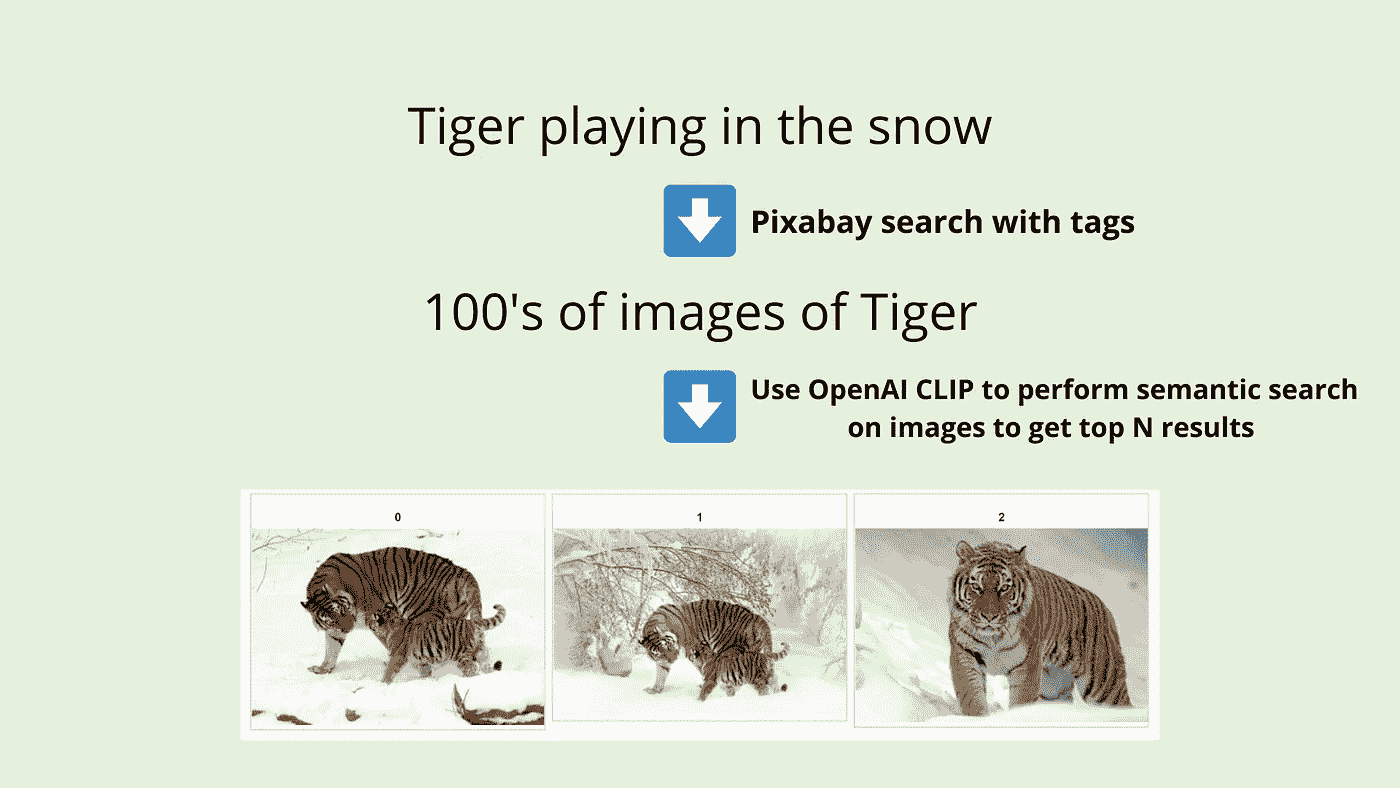 Tiger playing in the snow
Pixabay search with tags
100's of images of Tiger
Use OpenAI CLIP to perform semantic search
on images to get top N results
0
1
2